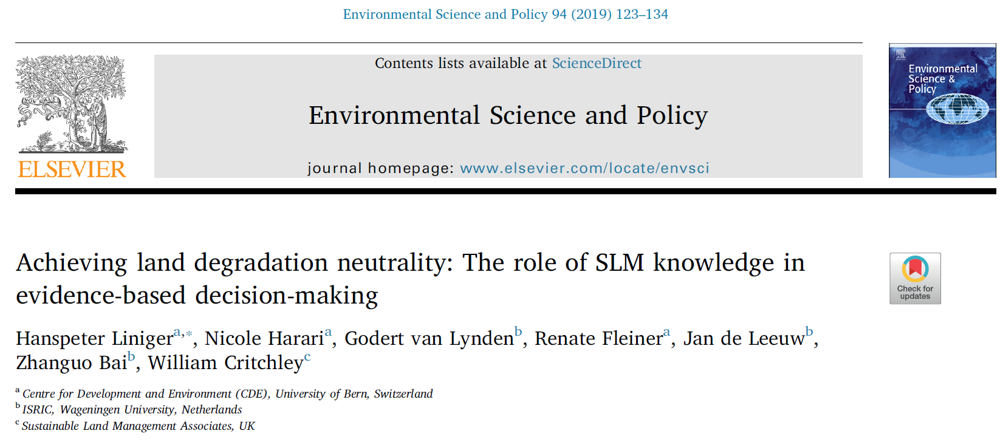 Environmental Science and Policy 94 (2019) 123–134
Contents lists available at ScienceDirect
Environmental Science and Policy
journal homepage: www.elsevier.com/locate/envsci
NON SOLUS
ELSEVIER
Environmental
Science &
Policy
Achieving land degradation neutrality: The role of SLM knowledge in
evidence-based decision-making
Check for
updates
Hanspeter Liniger^a,*, Nicole Harari^a, Godert van Lynden^b, Renate Fleiner^a, Jan de Leeuw^b,
Zhanguo Bai^b, William Critchley^c
^a Centre for Development and Environment (CDE), University of Bern, Switzerland
^b ISRIC, Wageningen University, Netherlands
^c Sustainable Land Management Associates, UK